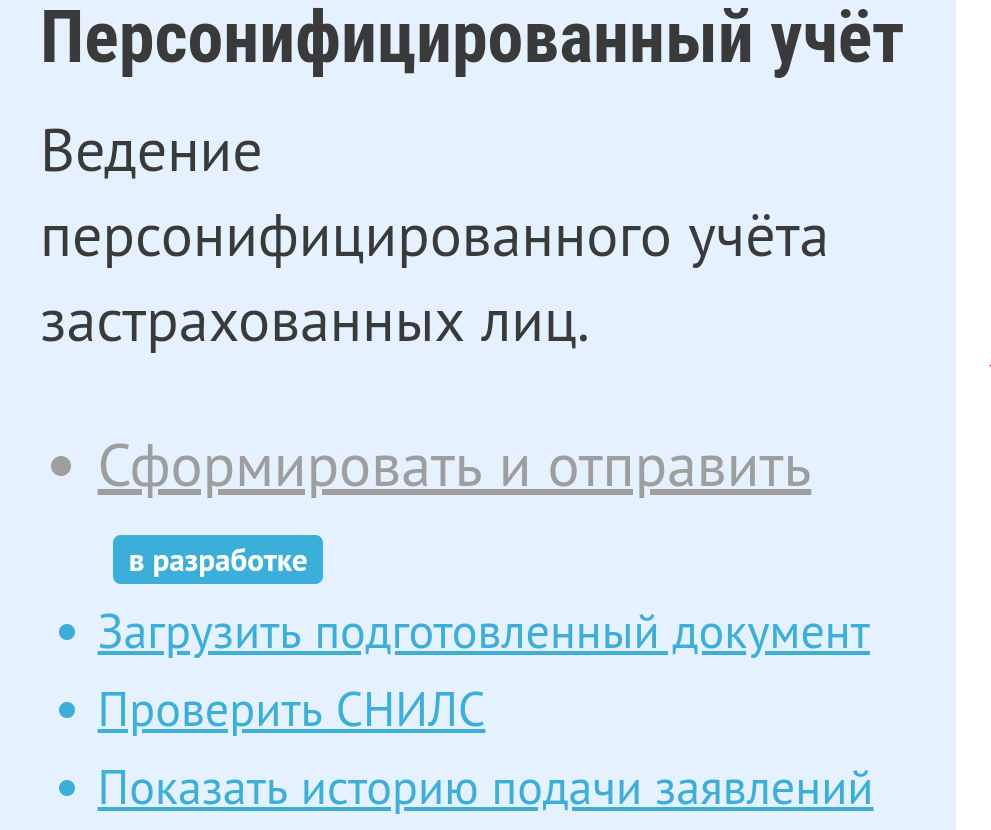 Персонифицированный учёт
Ведение
персонифицированного учёта
застрахованных лиц.
Сформировать и отправить
в разработке
Загрузить подготовленный документ
Проверить СНИЛС
Показать историю подачи заявлений